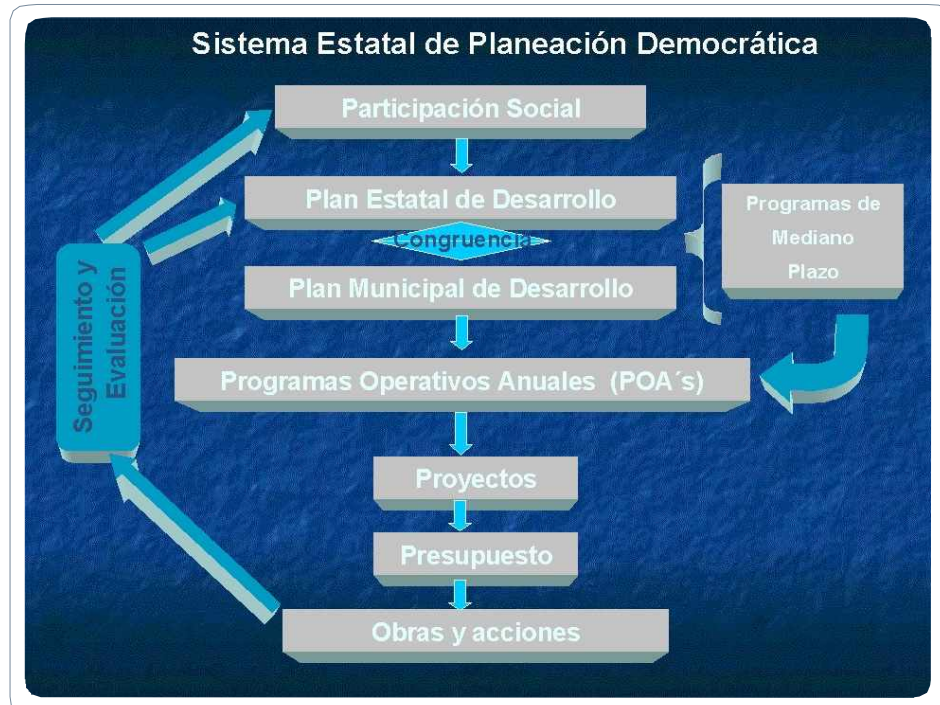 Sistema Estatal de Planeación Democrática
Participación Social
Plan Estatal de Desarrollo
Congruencia
Plan Municipal de Desarrollo
Programas de
Mediano
Plazo
Programas Operativos Anuales (POA´s)
Proyectos
Presupuesto
Obras y acciones
Seguimiento y
Evaluación